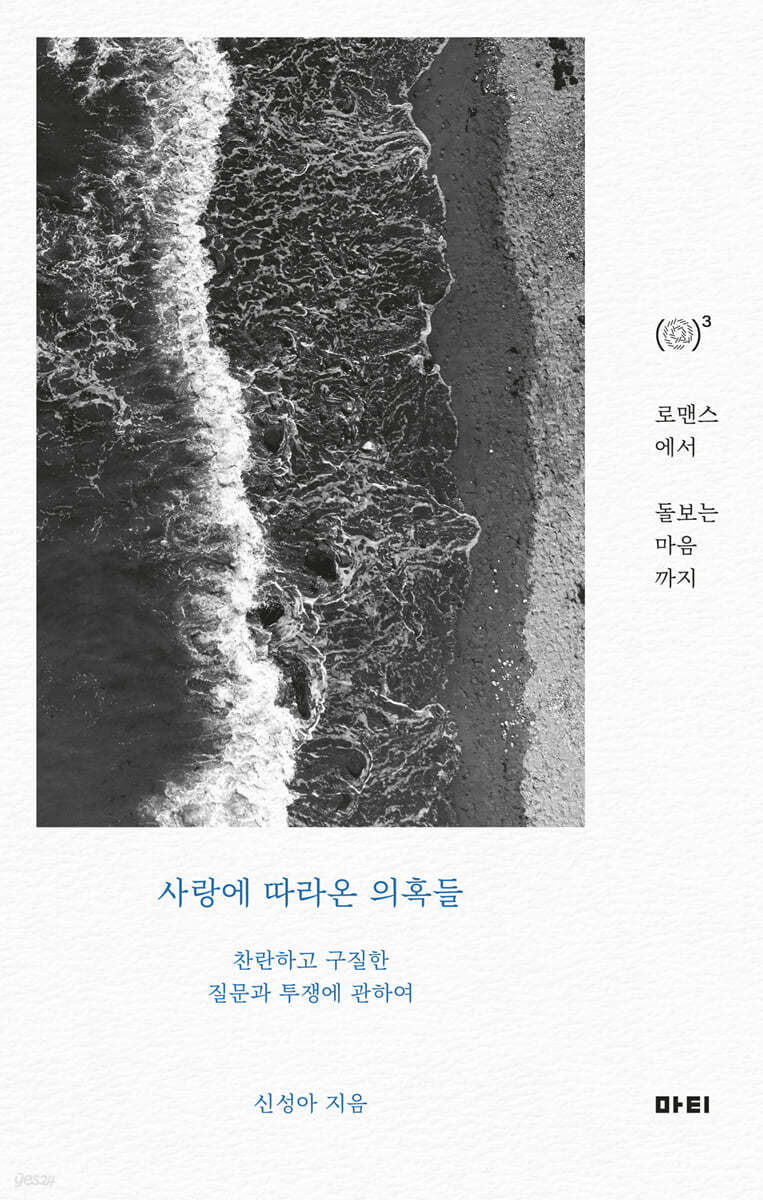 3
로맨스
에서
돌보는
마음
까지
사랑에 따라온 의혹들
찬란하고 구질한
질문과 투쟁에 관하여
신성아 지음
마티
yes24